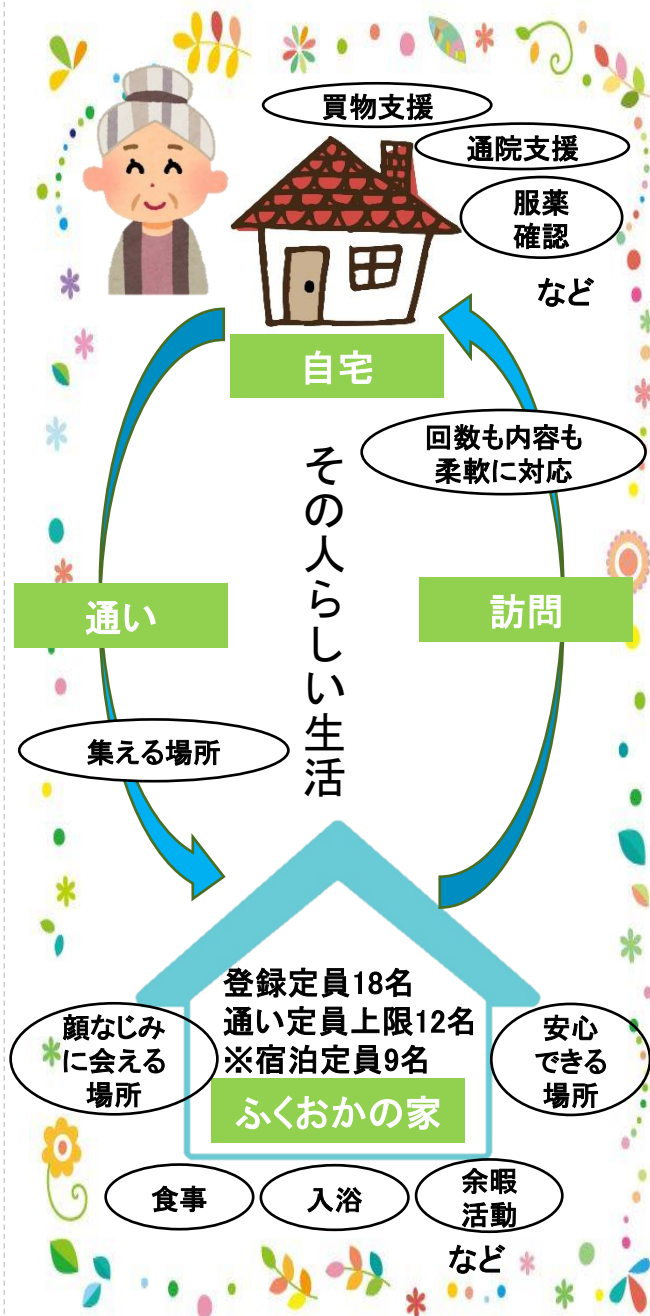 買物支援
通院支援
服薬
確認
など
自宅
回数も内容も
柔軟に対応
その人らしい生活
通い
訪問
集える場所
登録定員18名
通い定員上限12名
※宿泊定員9名
顔なじみ
に会える
場所
安心
できる
場所
ふくおかの家
食事
入浴
余暇
活動
など